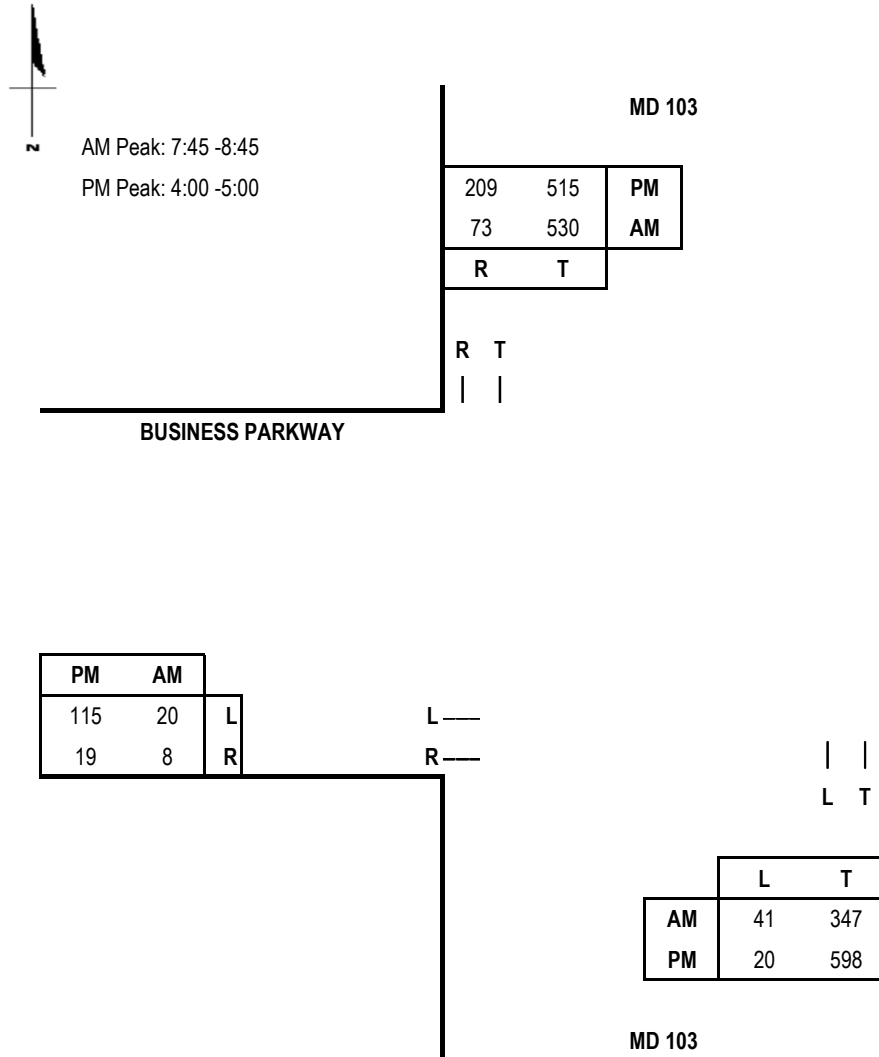 MD 103
N
AM Peak: 7:45 -8:45
PM Peak: 4:00 -5:00
209 515 PM
73 530 AM
R T
R T
BUSINESS PARKWAY
PM AM
115 20 L
19 8 R
L
R
L T
L T
AM 41 347
PM 20 598
MD 103